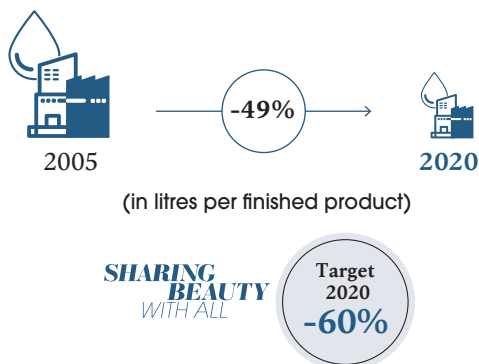 -49%
2005
2020
(in litres per finished product)
SHARING
BEAUTY
WITH ALL
Target
2020
-60%